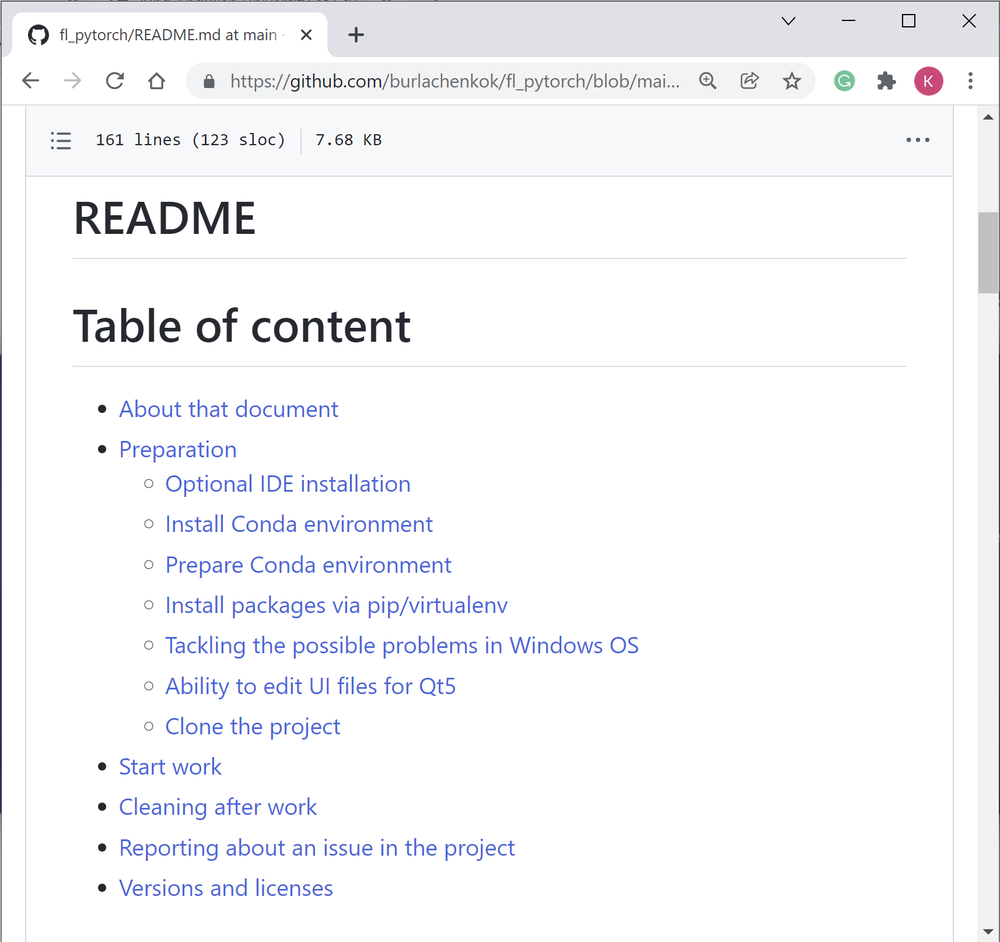 fl_pytorch/README.md at main ·
https://github.com/burlachenkok/fl_pytorch/blob/mai...
K
161 lines (123 sloc) 7.68 KB
README
Table of content
About that document
Preparation
Optional IDE installation
Install Conda environment
Prepare Conda environment
Install packages via pip/virtualenv
Tackling the possible problems in Windows OS
Ability to edit UI files for Qt5
Clone the project
Start work
Cleaning after work
Reporting about an issue in the project
Versions and licenses